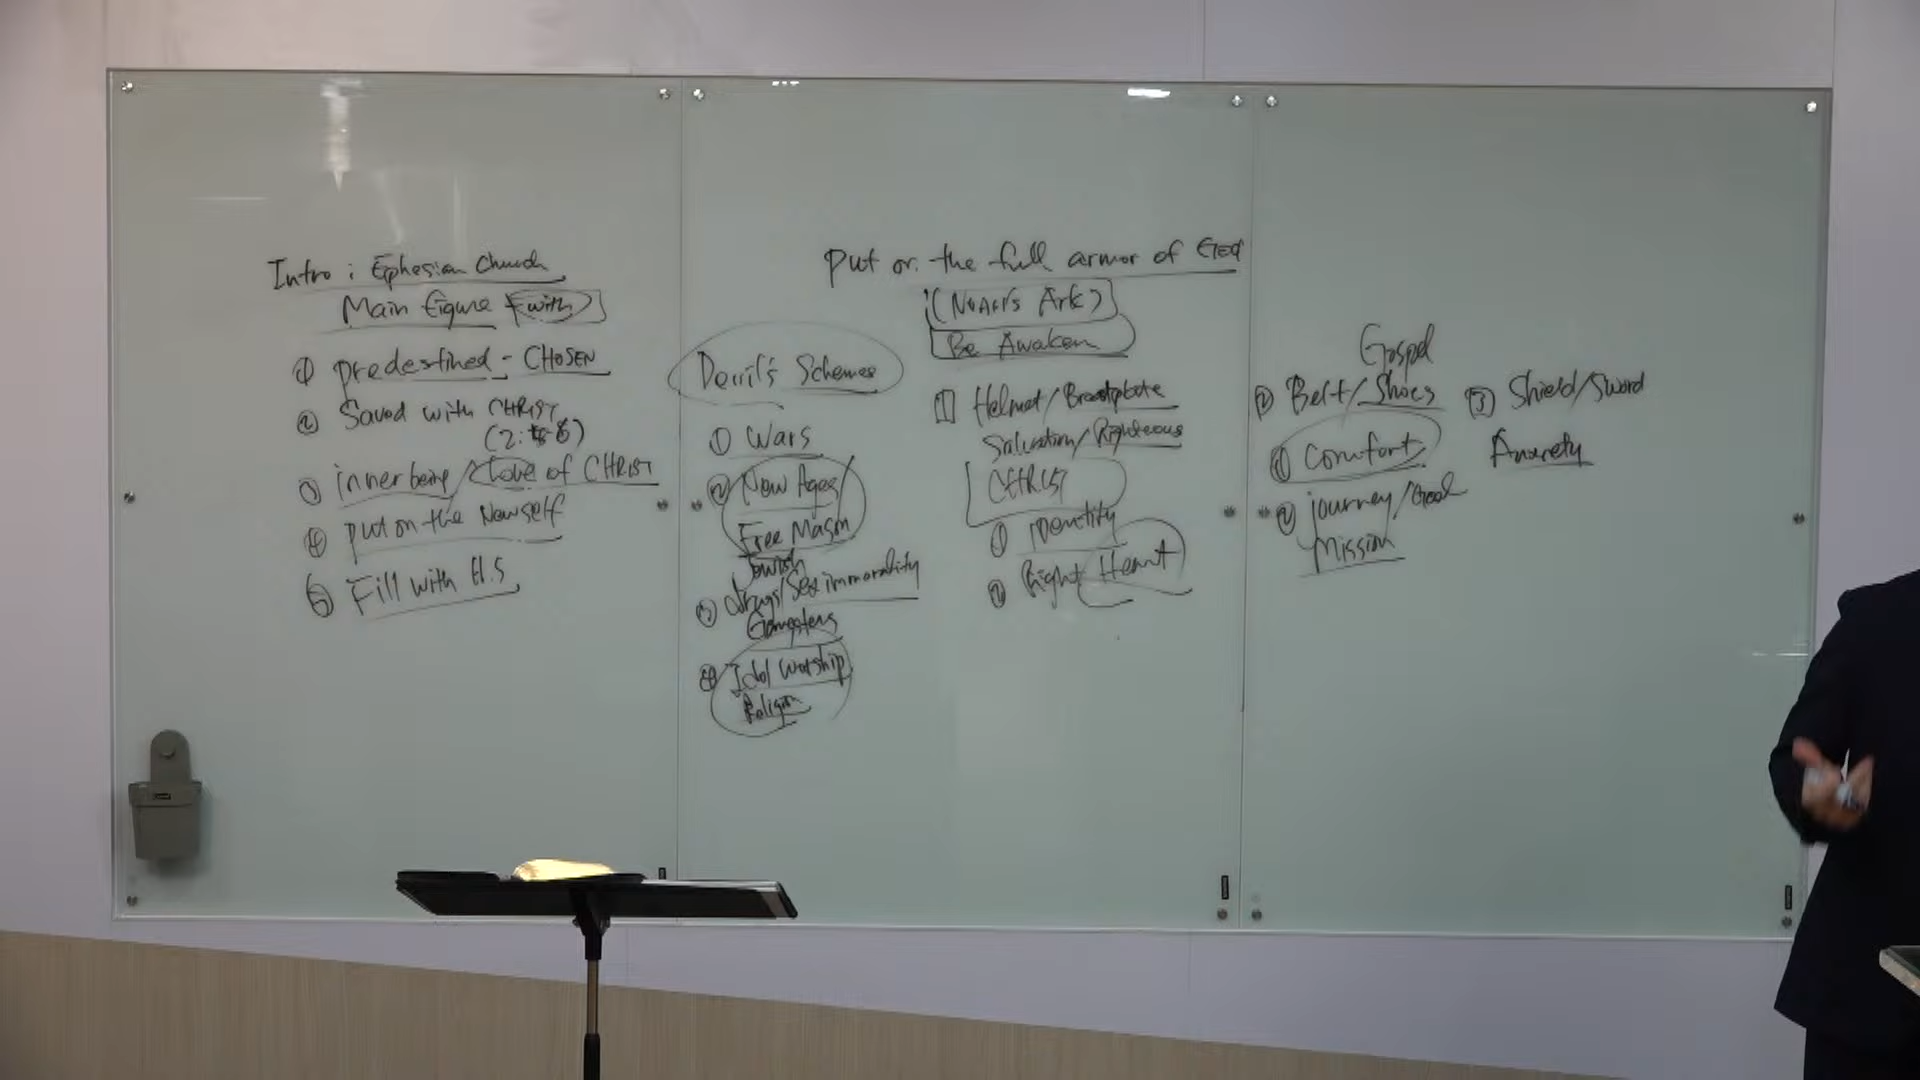 Intro : Ephesian Church
Main Figure (with)
① predestined - CHOSEN
② Saved with CHRIST
(2:5-6)
③ inner being / Love of CHRIST
④ put on the Newself
⑤ Fill with H.S
put on the full armor of God
(NOAH's Ark)
Be Awaken
Devil's Schemes
① Wars
② New Ages /
Free Mason
Jewish
③ drugs/Sex immorality
Gangsters
④ Idol worship
Religion
1 Helmet / Breastplate
Salvation / Righteous
CHRIST
① identity
② Right Heart
Gospel
② Belt / Shoes
① Comfort
② journey /
Mission
③ Shield / Sword
Anxiety